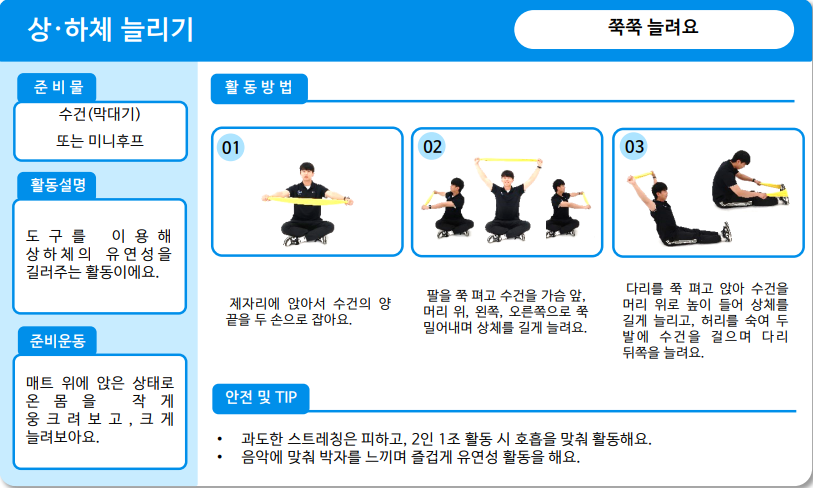 상·하체 늘리기
쭉쭉 늘려요
준 비 물
수건(막대기)
또는 미니후프
활동설명
도구를 이용해
상하체의 유연성을
길러주는 활동이에요.
준비운동
매트 위에 앉은 상태로
온몸을 작게
웅크려보고,크게
늘려보아요.
활 동 방 법
01
제자리에 앉아서 수건의 양
끝을 두 손으로 잡아요.
02
팔을 쭉 펴고 수건을 가슴 앞,
머리 위, 왼쪽, 오른쪽으로 쭉
밀어내며 상체를 길게 늘려요.
03
다리를 쭉 펴고 앉아 수건을
머리 위로 높이 들어 상체를
길게 늘리고, 허리를 숙여 두
발에 수건을 걸으며 다리
뒤쪽을 늘려요.
안전 및 TIP
• 과도한 스트레칭은 피하고, 2인 1조 활동 시 호흡을 맞춰 활동해요.
• 음악에 맞춰 박자를 느끼며 즐겁게 유연성 활동을 해요.